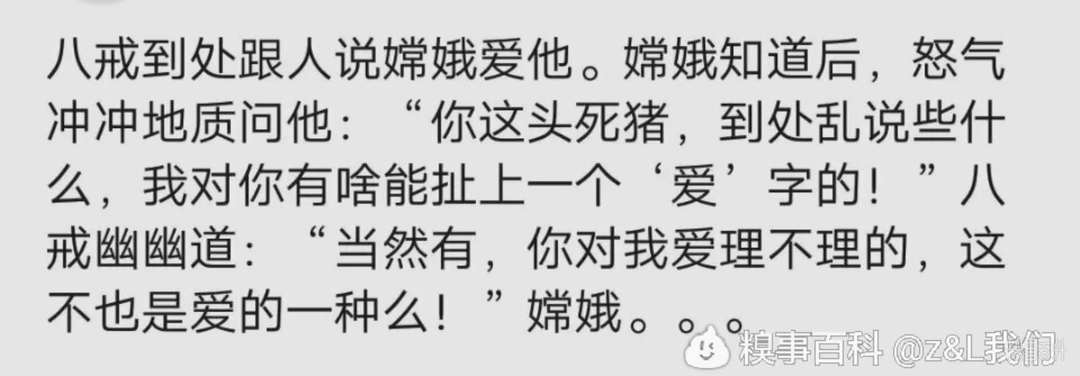 八戒到处跟人说嫦娥爱他。嫦娥知道后，怒气
冲冲地质问他：“你这头死猪，到处乱说些什
么，我对你有啥能扯上一个‘爱’字的！”八
戒幽幽道：“当然有，你对我爱理不理的，这
不也是爱的一种么！”嫦娥。。。
糗事百科 @z&L我们